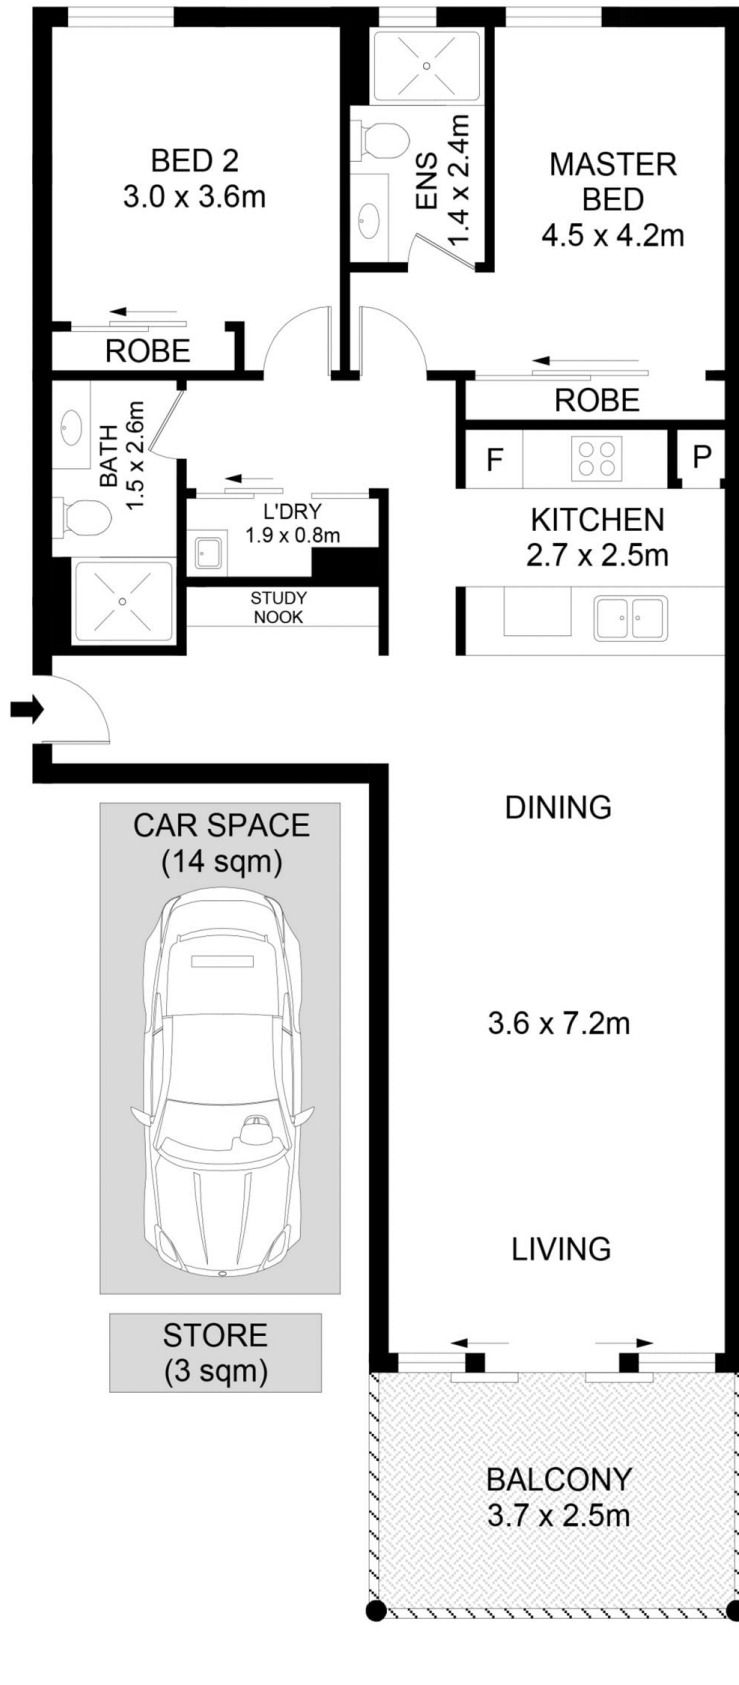 BED 2
3.0 x 3.6m
ENS
1.4 x 2.4m
MASTER
BED
4.5 x 4.2m
ROBE
ROBE
BATH
1.5 x 2.6m
F
P
L'DRY
1.9 x 0.8m
KITCHEN
2.7 x 2.5m
STUDY
NOOK
DINING
CAR SPACE
(14 sqm)
3.6 x 7.2m
LIVING
STORE
(3 sqm)
BALCONY
3.7 x 2.5m